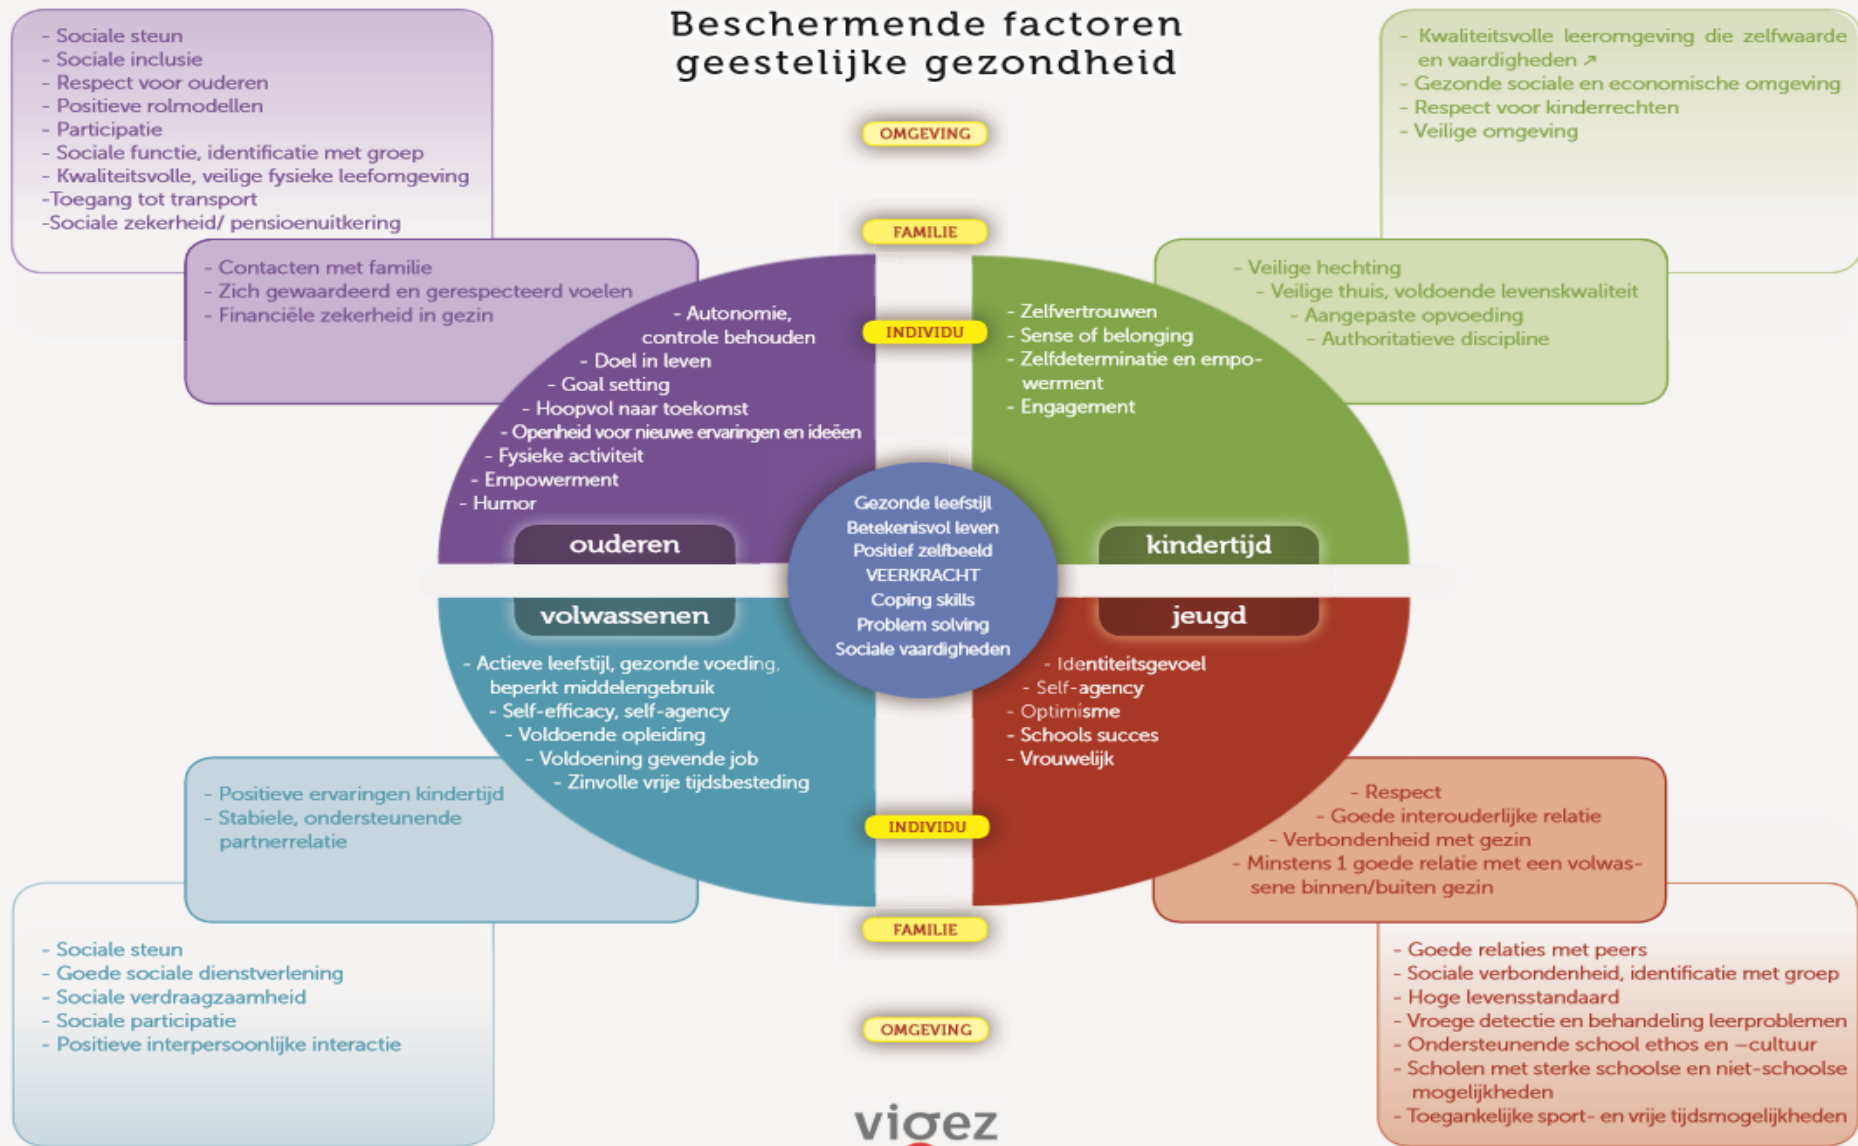 Beschermende factoren
geestelijke gezondheid
- Sociale steun
- Sociale inclusie
- Respect voor ouderen
- Positieve rolmodellen
- Participatie
- Sociale functie, identificatie met groep
- Kwaliteitsvolle, veilige fysieke leefomgeving
-Toegang tot transport
-Sociale zekerheid/ pensioenuitkering
- Contacten met familie
- Zich gewaardeerd en gerespecteerd voelen
- Financiële zekerheid in gezin
- Autonomie,
controle behouden
- Doel in leven
- Goal setting
- Hoopvol naar toekomst
- Openheid voor nieuwe ervaringen en ideeën
- Fysieke activiteit
- Empowerment
- Humor
ouderen
OMGEVING
FAMILIE
INDIVIDU
- Kwaliteitsvolle leeromgeving die zelfwaarde
en vaardigheden ↗
- Gezonde sociale en economische omgeving
- Respect voor kinderrechten
- Veilige omgeving
- Veilige hechting
- Veilige thuis, voldoende levenskwaliteit
- Aangepaste opvoeding
- Authoritatieve discipline
- Zelfvertrouwen
- Sense of belonging
- Zelfdeterminatie en empo-
werment
- Engagement
kindertijd
Gezonde leefstijl
Betekenisvol leven
Positief zelfbeeld
VEERKRACHT
Coping skills
Problem solving
Sociale vaardigheden
volwassenen
- Actieve leefstijl, gezonde voeding,
beperkt middelengebruik
- Self-efficacy, self-agency
- Voldoende opleiding
- Voldoening gevende job
- Zinvolle vrije tijdsbesteding
- Positieve ervaringen kindertijd
- Stabiele, ondersteunende
partnerrelatie
- Sociale steun
- Goede sociale dienstverlening
- Sociale verdraagzaamheid
- Sociale participatie
- Positieve interpersoonlijke interactie
jeugd
- Identiteitsgevoel
- Self-agency
- Optimisme
- Schools succes
- Vrouwelijk
- Respect
- Goede interouderlijke relatie
- Verbondenheid met gezin
- Minstens 1 goede relatie met een volwas-
sene binnen/buiten gezin
- Goede relaties met peers
- Sociale verbondenheid, identificatie met groep
- Hoge levensstandaard
- Vroege detectie en behandeling leerproblemen
- Ondersteunende school ethos en –cultuur
- Scholen met sterke schoolse en niet-schoolse
mogelijkheden
- Toegankelijke sport- en vrije tijdsmogelijkheden
INDIVIDU
FAMILIE
OMGEVING
vigez